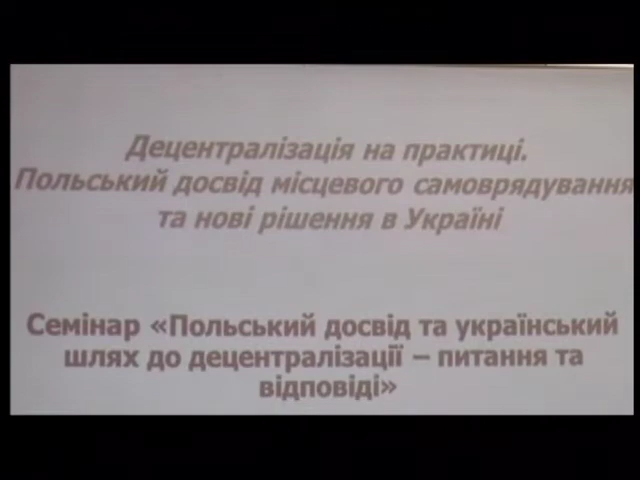 Децентралізація на практиці.
Польський досвід місцевого самоврядування
та нові рішення в Україні
Семінар «Польський досвід та український
шлях до децентралізації – питання та
відповіді»